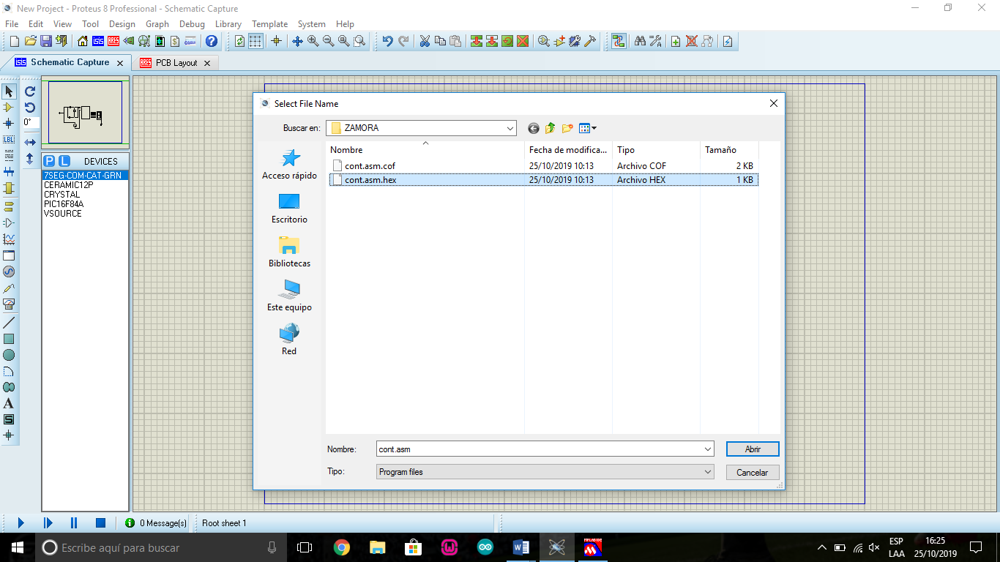 New Project - Proteus 8 Professional - Schematic Capture
File Edit View Tool Design Graph Debug Library Template System Help
Schematic Capture
PCB Layout
0°
LBL
P L DEVICES
7SEG-COM-CAT-GRN
CERAMIC12P
CRYSTAL
PIC16F84A
VSOURCE
A
S
Select File Name
Buscar en: ZAMORA
Nombre Fecha de modifica... Tipo Tamaño
cont.asm.cof 25/10/2019 10:13 Archivo COF 2 KB
cont.asm.hex 25/10/2019 10:13 Archivo HEX 1 KB
Acceso rápido
Escritorio
Bibliotecas
Este equipo
Red
Nombre: cont.asm Abrir
Tipo: Program files Cancelar
0 Message(s) Root sheet 1
Escribe aquí para buscar
ESP
LAA
16:25
25/10/2019